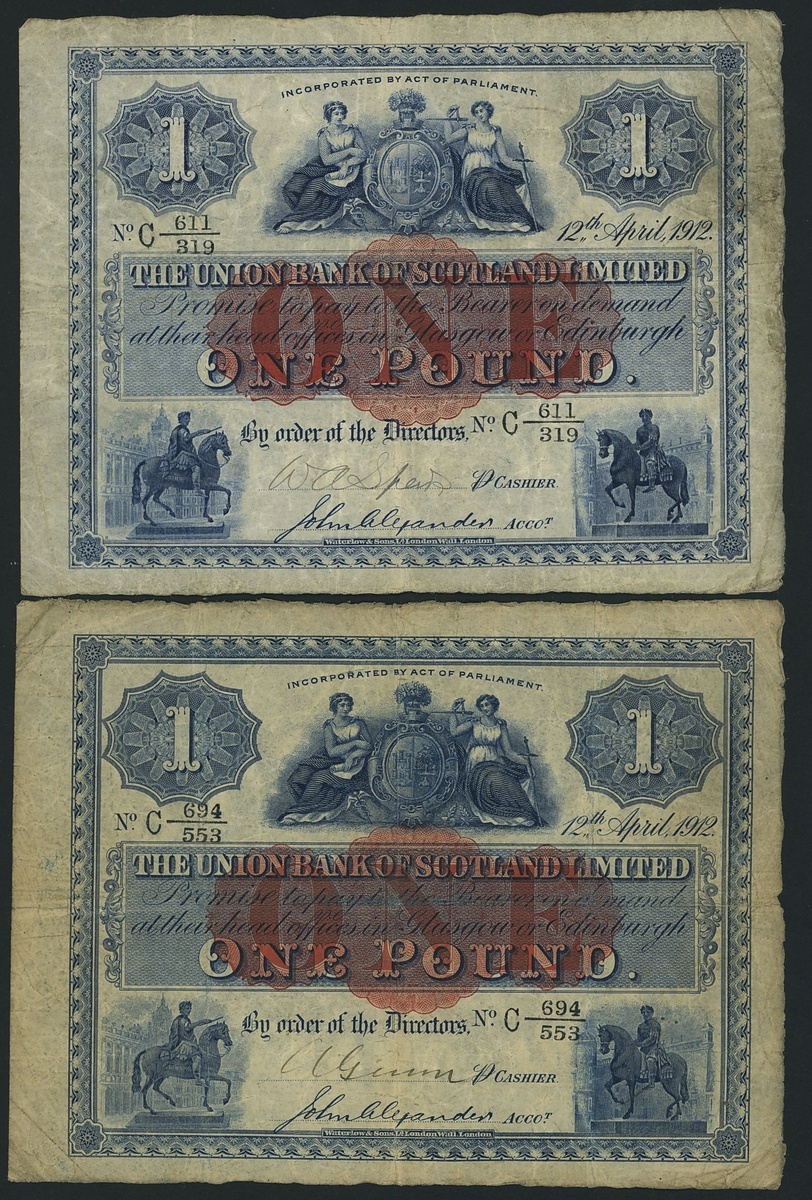 INCORPORATED BY ACT OF PARLIAMENT.
1 1
No. C 611/319 12th April, 1912.
THE UNION BANK OF SCOTLAND LIMITED
ONE
Promise to pay to the Bearer on demand
at their head offices in Glasgow or Edinburgh
ONE POUND.
By order of the Directors, No. C 611/319
P CASHIER.
John Alexander ACCOT.
Waterlow & Sons, Ld. London Wall, London
INCORPORATED BY ACT OF PARLIAMENT.
1 1
No. C 694/553 12th April, 1912.
THE UNION BANK OF SCOTLAND LIMITED
ONE
Promise to pay to the Bearer on demand
at their head offices in Glasgow or Edinburgh
ONE POUND.
By order of the Directors, No. C 694/553
P CASHIER.
John Alexander ACCOT.
Waterlow & Sons, Ld. London Wall, London